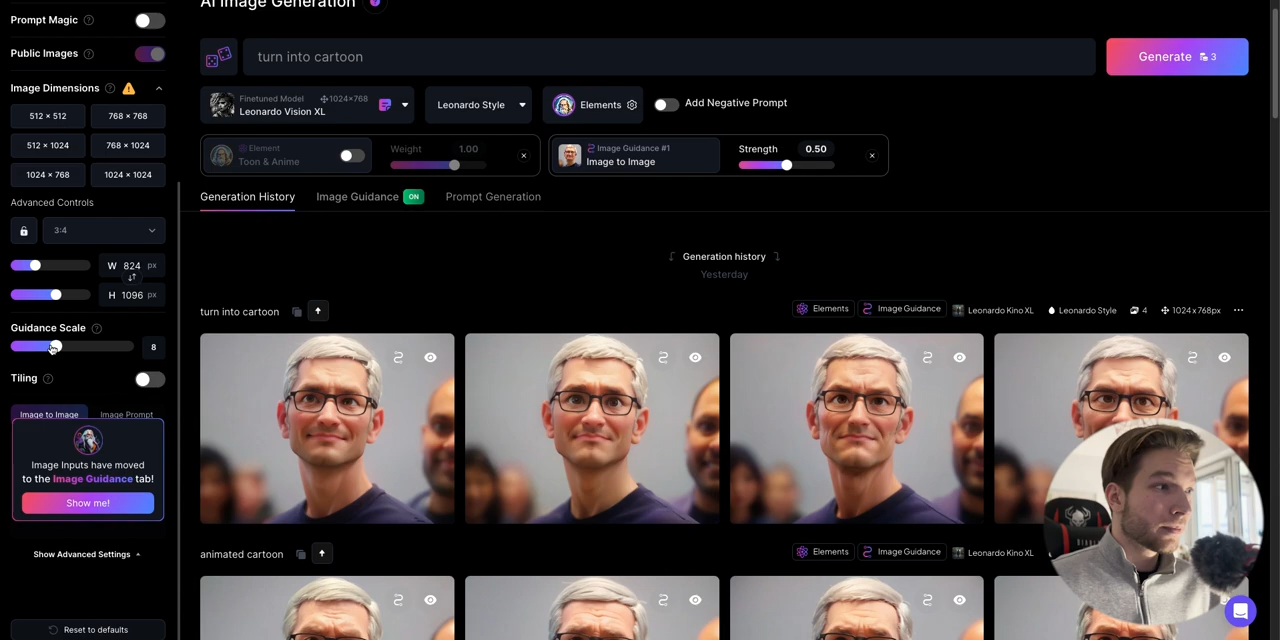 AI Image Generation ?
Prompt Magic ?
Public Images ?
Image Dimensions ?
512 × 512
768 × 768
512 × 1024
768 × 1024
1024 × 768
1024 × 1024
Advanced Controls
3:4
W 824 px
H 1096 px
Guidance Scale ?
8
Tiling ?
Image to Image
Image Prompt
Image Inputs have moved
to the Image Guidance tab!
Show me!
Show Advanced Settings
Reset to defaults
turn into cartoon
Generate 3
Finetuned Model 1024×768
Leonardo Vision XL
Leonardo Style
Elements
Add Negative Prompt
Element
Toon & Anime
Weight 1.00
Image Guidance #1
Image to Image
Strength 0.50
Generation History
Image Guidance ON
Prompt Generation
Generation history
Yesterday
turn into cartoon
Elements
Image Guidance
Leonardo Kino XL
Leonardo Style
4
1024x768px
animated cartoon
Elements
Image Guidance
Leonardo Kino XL